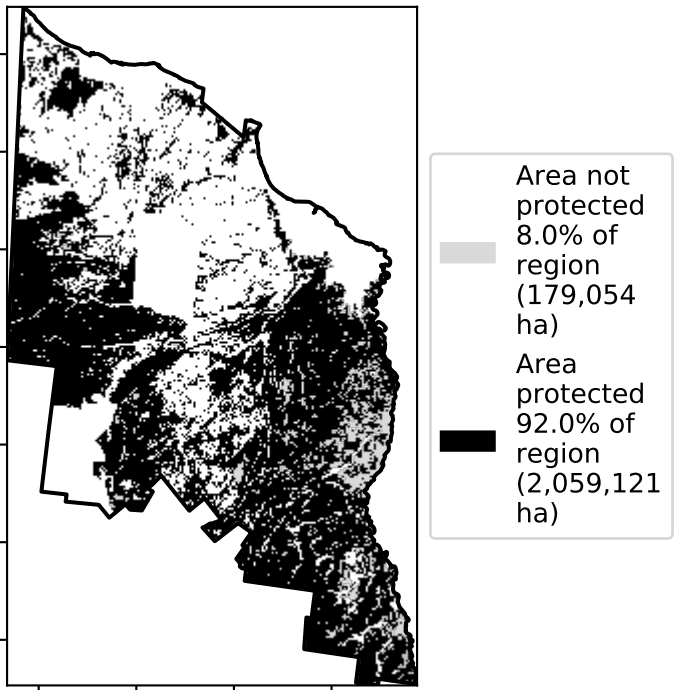 Area not
protected
8.0% of
region
(179,054
ha)
Area
protected
92.0% of
region
(2,059,121
ha)